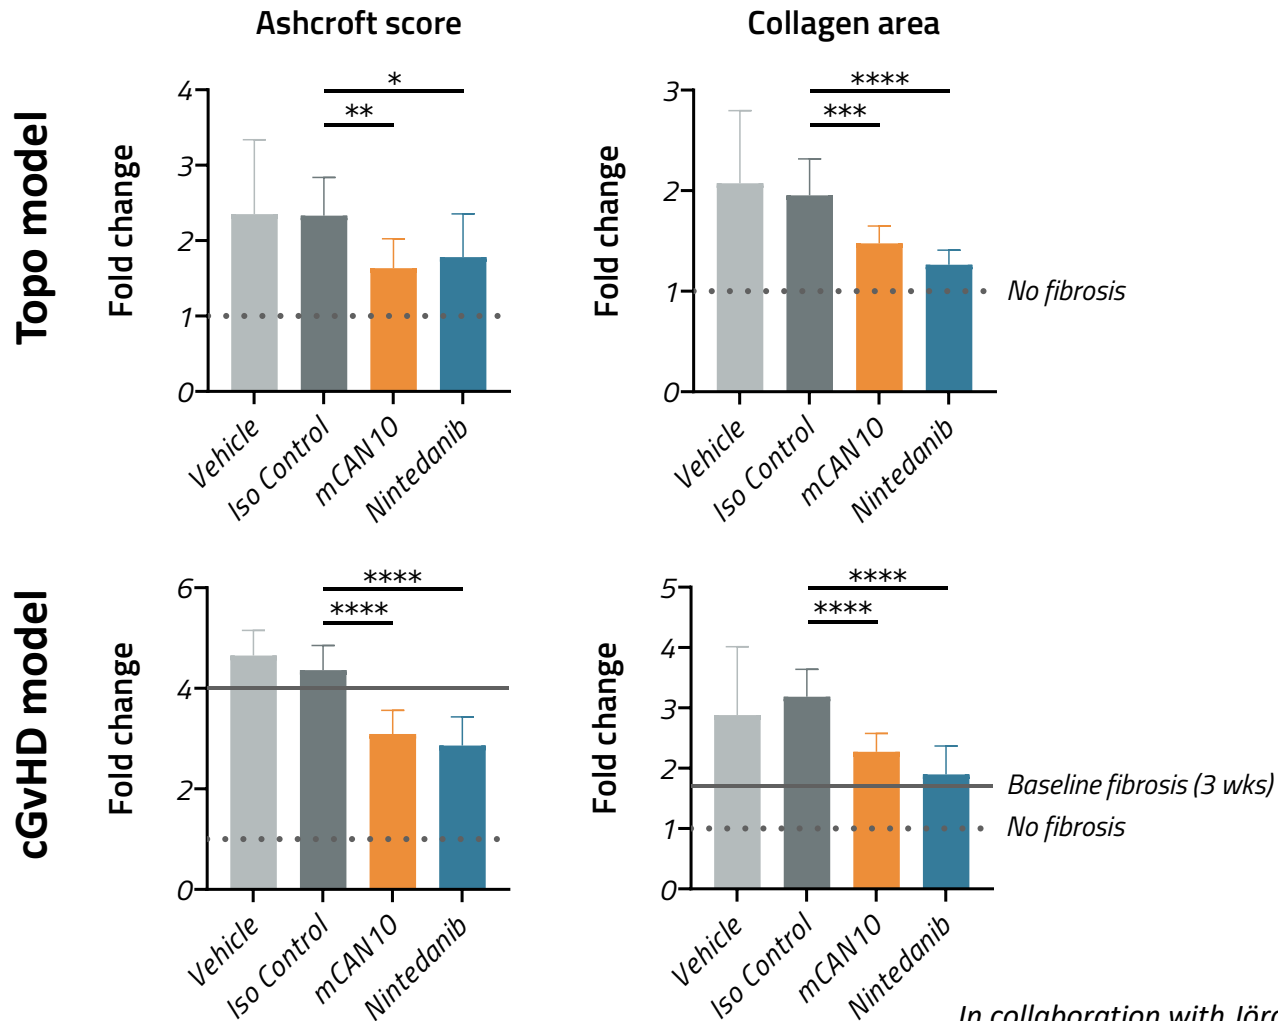 Ashcroft score
Collagen area
Topo model
Fold change
4
3
2
1
0
*
**
Vehicle
Iso Control
mCAN10
Nintedanib
Fold change
3
2
1
0
****
***
No fibrosis
Vehicle
Iso Control
mCAN10
Nintedanib
cGvHD model
Fold change
6
4
2
0
****
****
Vehicle
Iso Control
mCAN10
Nintedanib
Fold change
5
4
3
2
1
0
****
****
Baseline fibrosis (3 wks)
No fibrosis
Vehicle
Iso Control
mCAN10
Nintedanib
In collaboration with